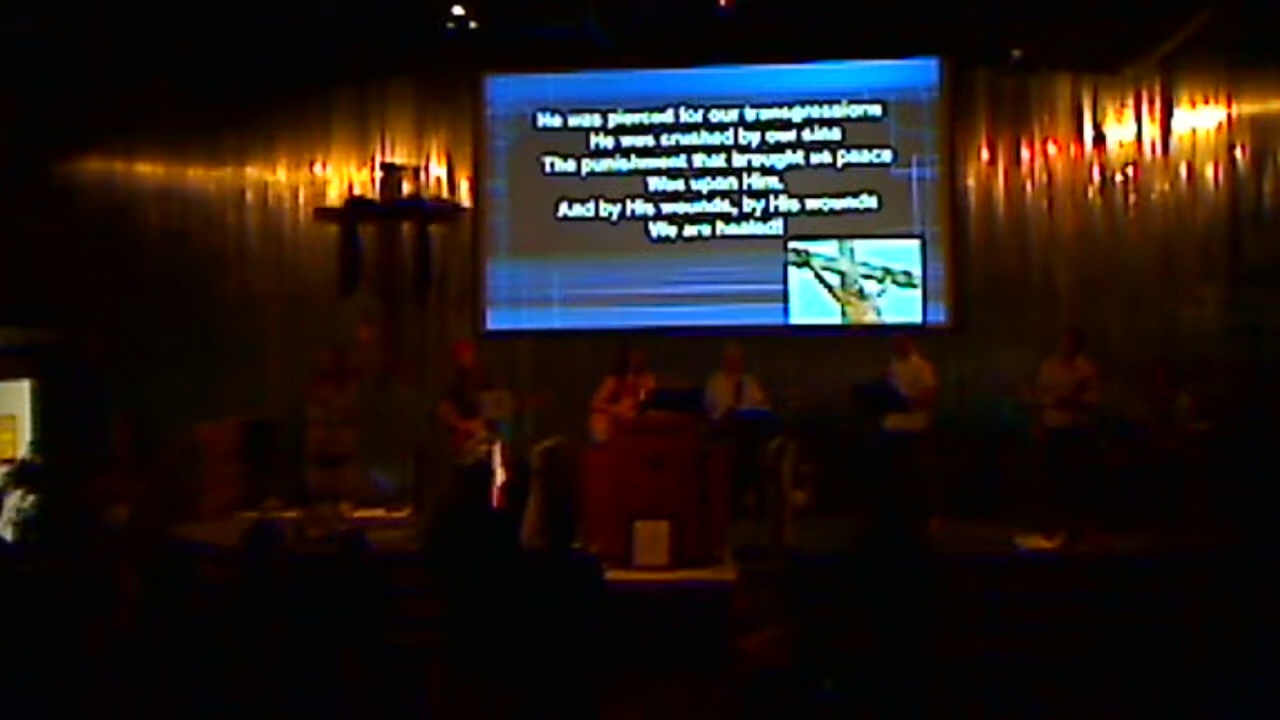 He was pierced for our transgressions
He was crushed by our sins
The punishment that brought us peace
Was upon Him.
And by His wounds, by His wounds
We are healed!